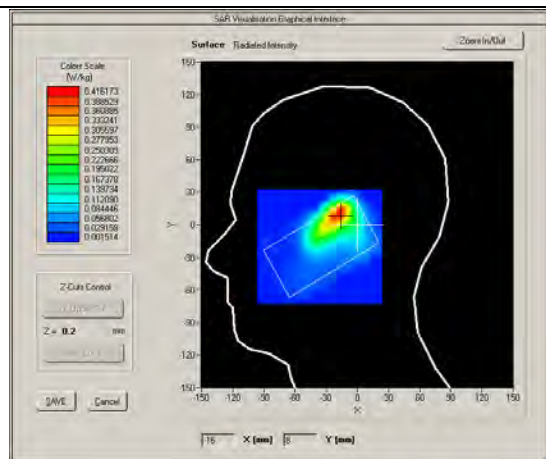 SAR Visualisation Graphical Interface
Surface Radiated Intensity
Zoom In/Out
Colour Scale
(W/kg)
0.416173
0.388529
0.360885
0.333241
0.305597
0.277953
0.250309
0.222666
0.195022
0.167378
0.139734
0.112090
0.084446
0.056802
0.029158
0.001514
150
120
90
60
30
0
-30
-60
-90
-120
-150
Y
-150 -120 -90 -60 -30 0 30 60 90 120 150
X
Z-Cuts Control
Z = 0.2 mm
SAVE Cancel
-16 X (mm) 8 Y (mm)